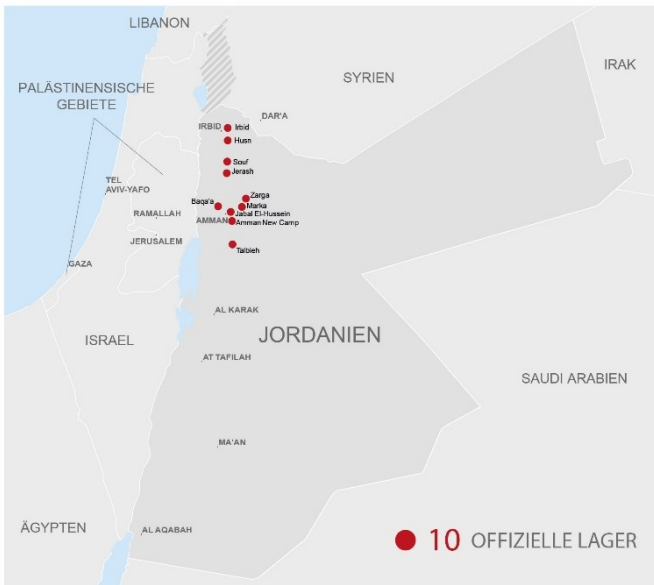 LIBANON
SYRIEN
IRAK
PALÄSTINENSISCHE
GEBIETE
IRBID
DAR'A
Irbid
Husn
Souf
Jerash
TEL
AVIV-YAFO
Zarga
Baqa'a
Marka
RAMALLAH
Jabal El-Hussein
AMMAN
Amman New Camp
JERUSALEM
Talbieh
GAZA
AL KARAK
ISRAEL
JORDANIEN
AT TAFILAH
SAUDI ARABIEN
MA'AN
ÄGYPTEN
AL AQABAH
10 OFFIZIELLE LAGER